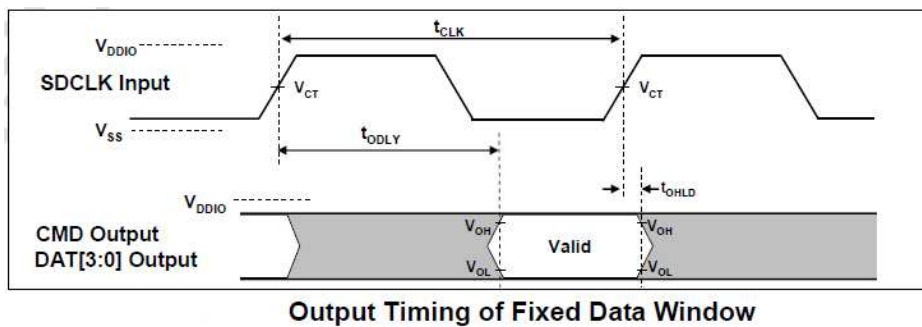 tCLK
VDDIO
SDCLK Input
VCT
VCT
VSS
tODLY
tOHLD
VDDIO
CMD Output
DAT[3:0] Output
VOH
Valid
VOH
VOL
VOL
Output Timing of Fixed Data Window